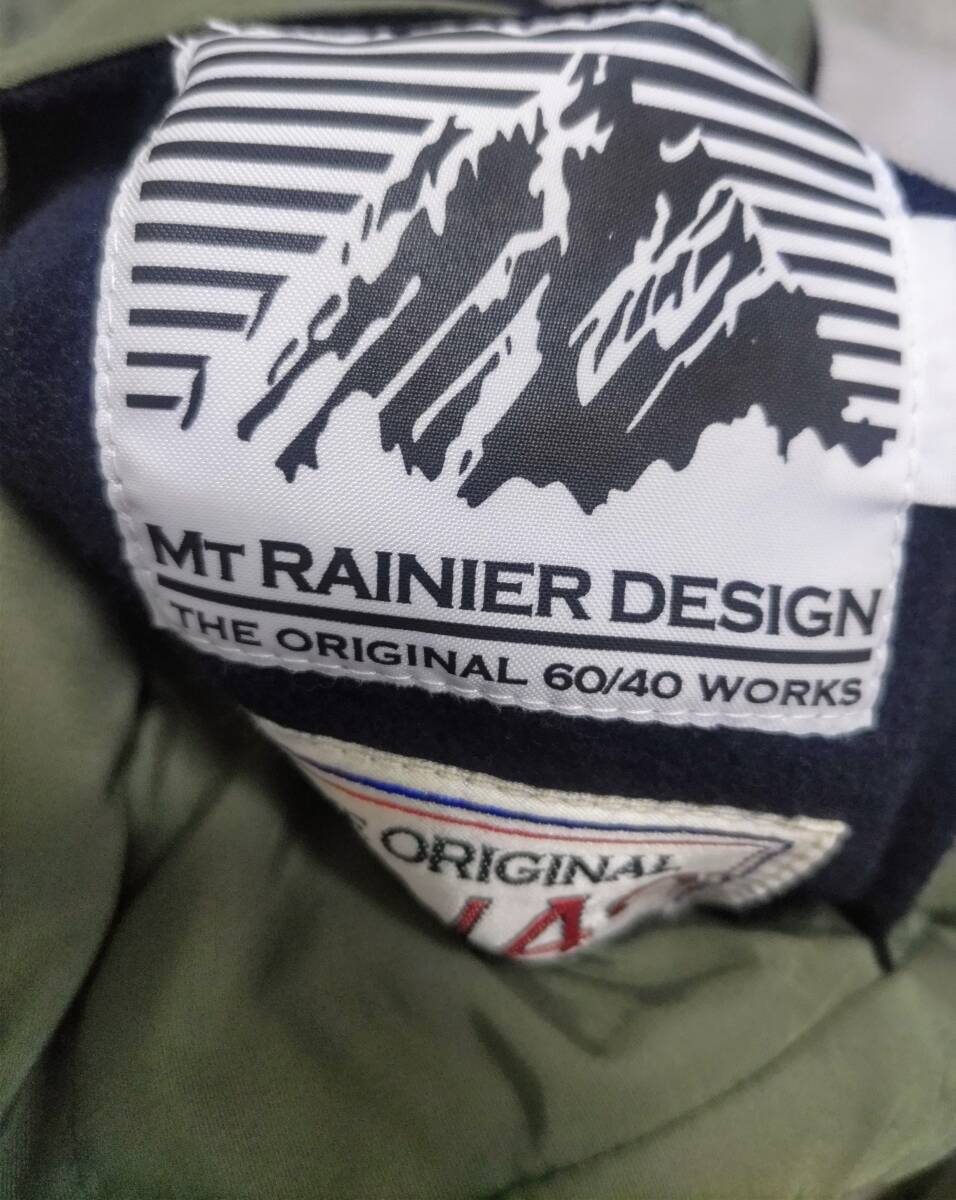 MT RAINIER DESIGN
THE ORIGINAL 60/40 WORKS
ORIGINAL